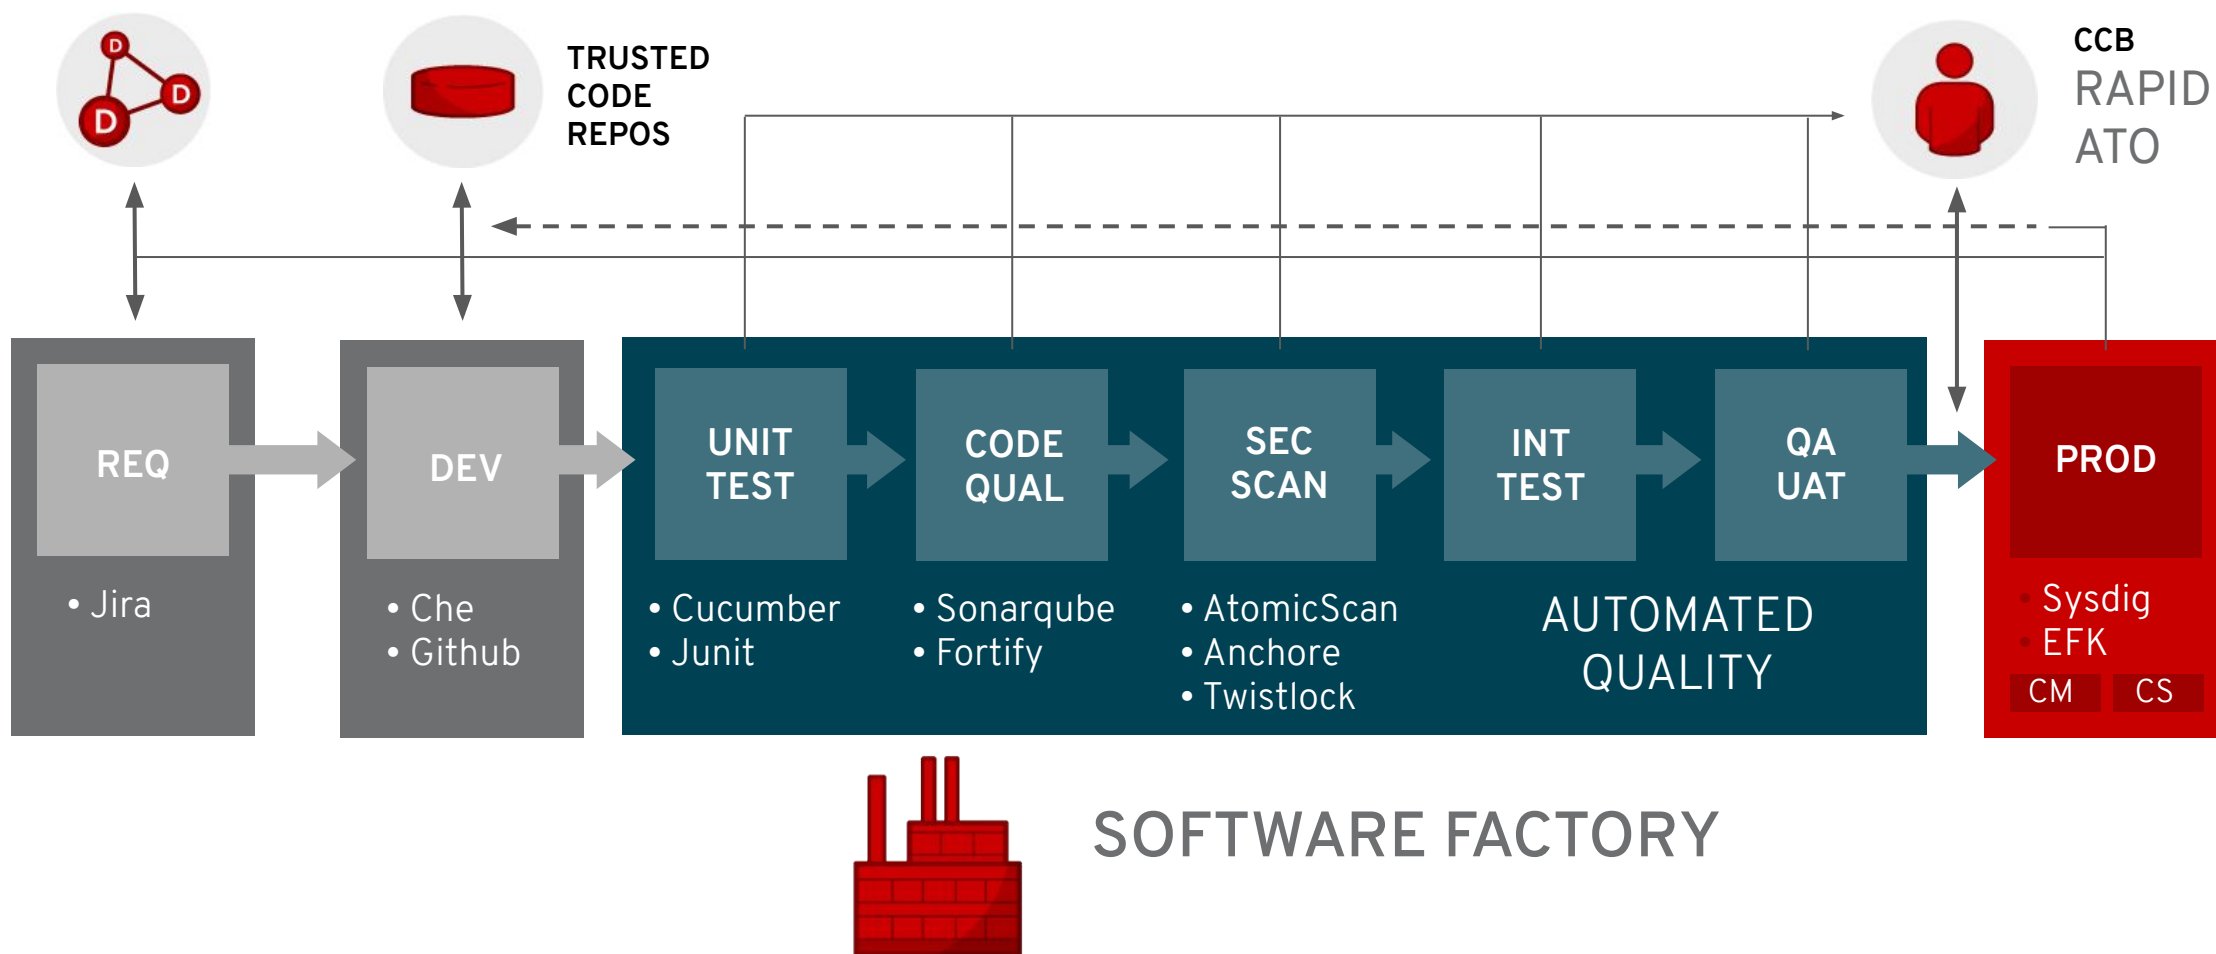 D
D
D
TRUSTED
CODE
REPOS
CCB
RAPID
ATO
REQ
• Jira
DEV
• Che
• Github
UNIT
TEST
• Cucumber
• Junit
CODE
QUAL
• Sonarqube
• Fortify
SEC
SCAN
• AtomicScan
• Anchore
• Twistlock
INT
TEST
QA
UAT
AUTOMATED
QUALITY
PROD
• Sysdig
• EFK
CM
CS
SOFTWARE FACTORY